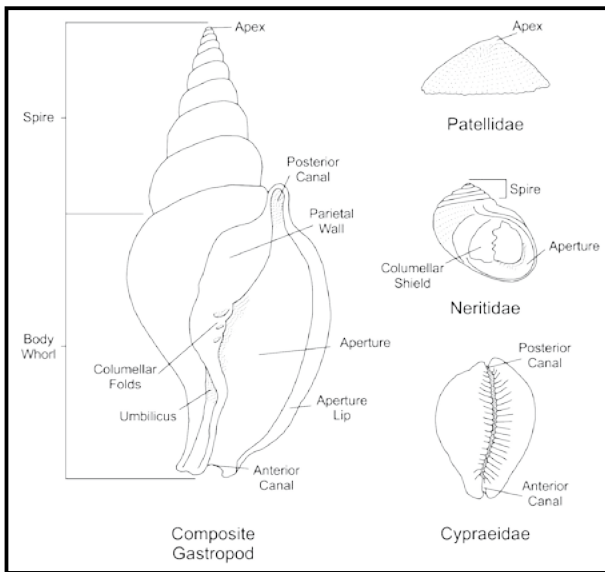 Apex
Spire
Posterior
Canal
Parietal
Wall
Body
Whorl
Columellar
Folds
Umbilicus
Aperture
Aperture
Lip
Anterior
Canal
Composite
Gastropod
Apex
Patellidae
Spire
Columellar
Shield
Aperture
Neritidae
Posterior
Canal
Anterior
Canal
Cypraeidae